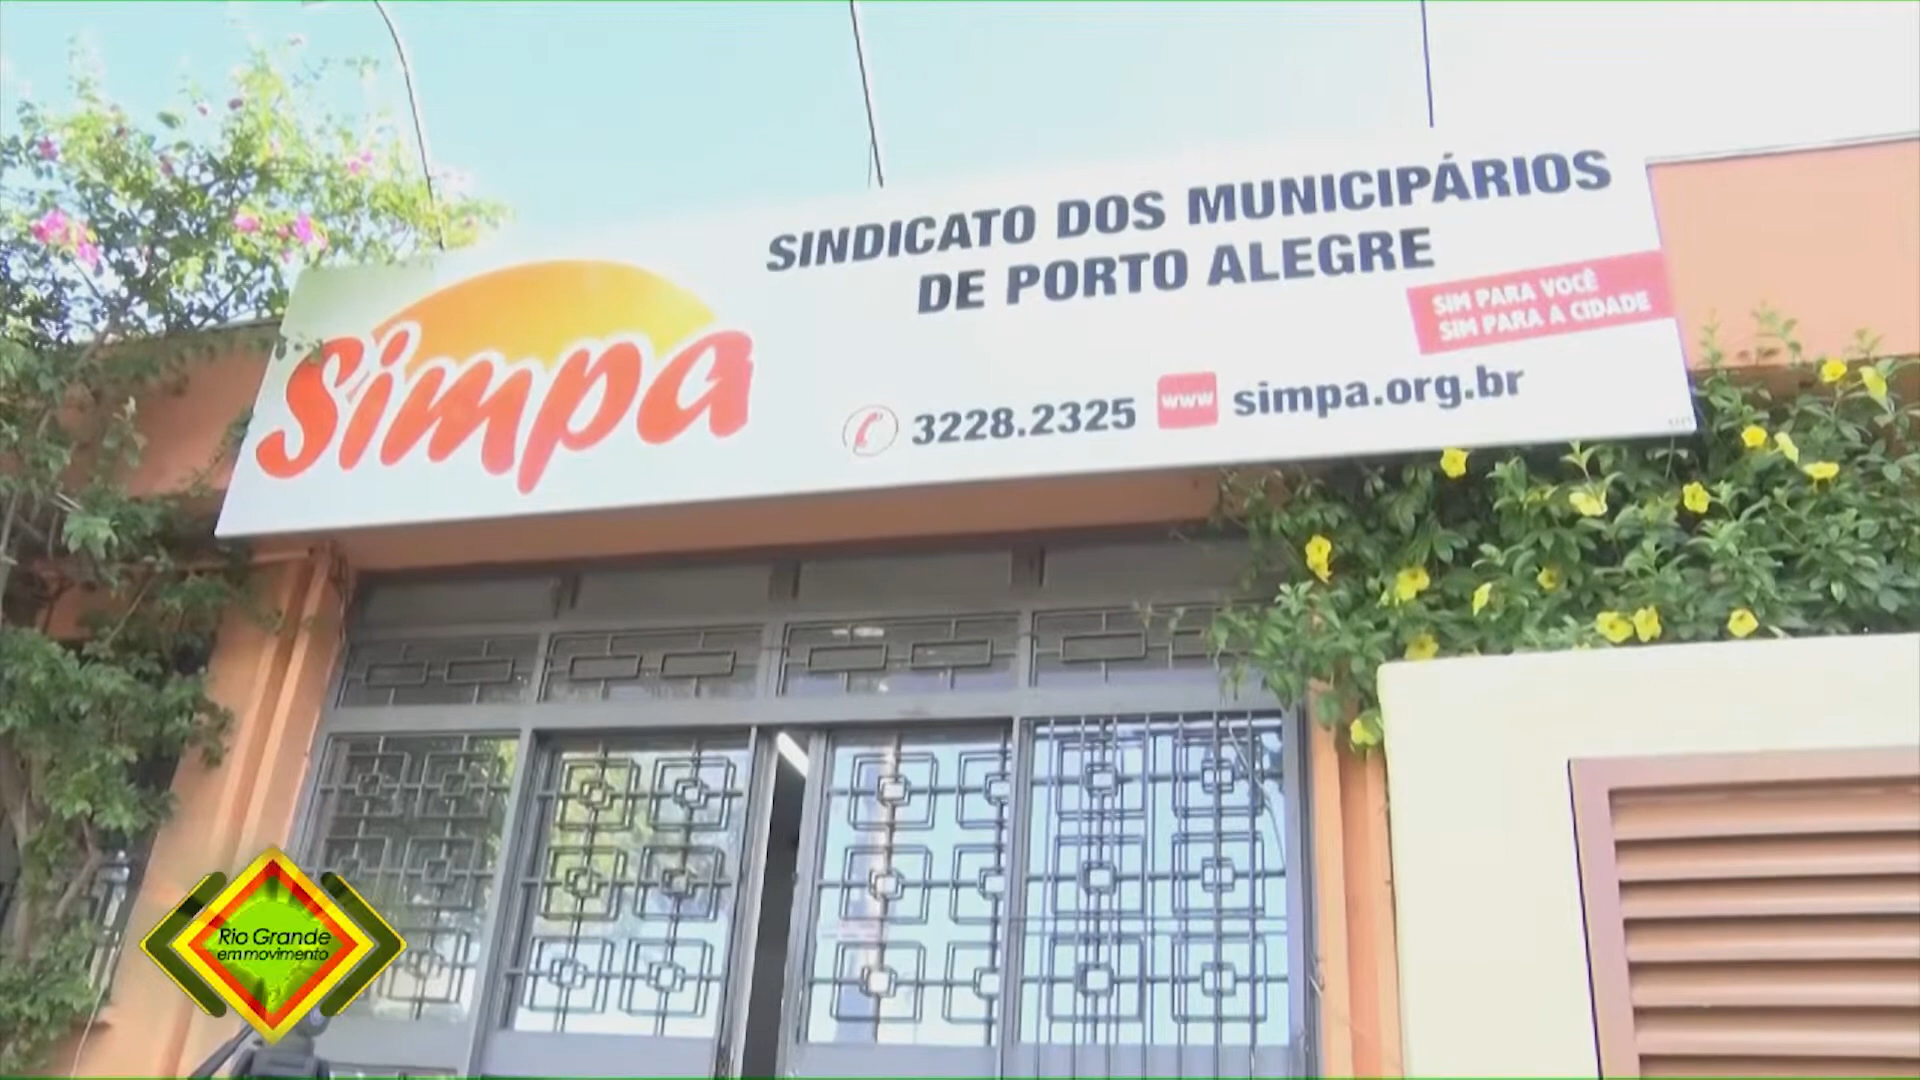 SINDICATO DOS MUNICIPÁRIOS
DE PORTO ALEGRE
SIM PARA VOCÊ
SIM PARA A CIDADE
Simpa
3228.2325 www simpa.org.br
Rio Grande
em movimento